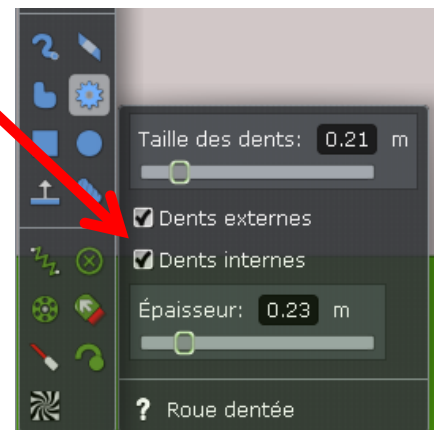 Taille des dents: 0.21 m
Dents externes
Dents internes
Épaisseur: 0.23 m
? Roue dentée